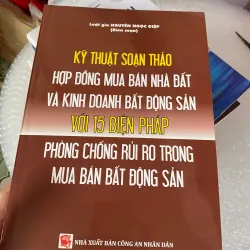 Luật gia NGUYỄN NGỌC ĐIỆP
(Biên soạn)
KỸ THUẬT SOẠN THẢO
HỢP ĐỒNG MUA BÁN NHÀ ĐẤT
VÀ KINH DOANH BẤT ĐỘNG SẢN
VỚI 15 BIỆN PHÁP
PHÒNG CHỐNG RỦI RO TRONG
MUA BÁN BẤT ĐỘNG SẢN
NHÀ XUẤT BẢN CÔNG AN NHÂN DÂN